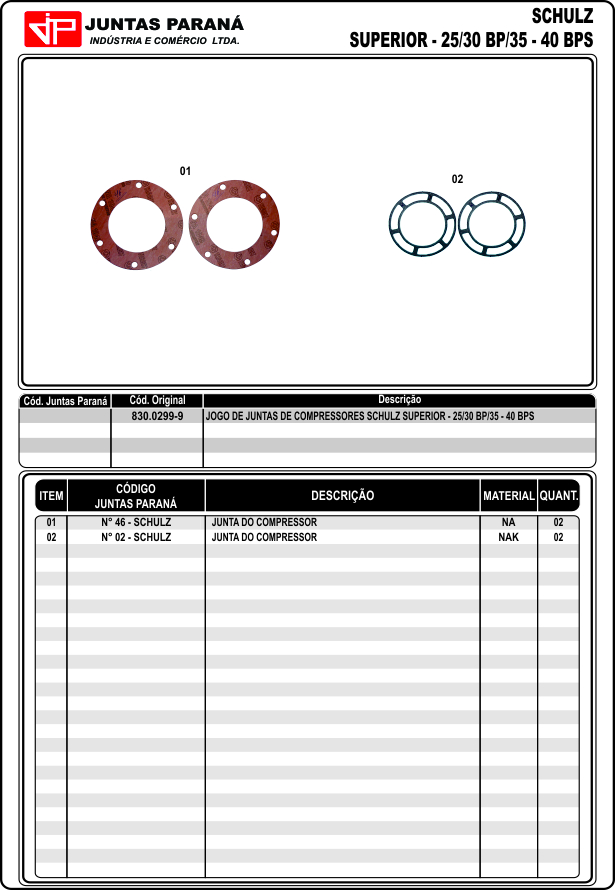 JP
JUNTAS PARANÁ
INDÚSTRIA E COMÉRCIO LTDA.
SCHULZ
SUPERIOR - 25/30 BP/35 - 40 BPS
01
02
Cód. Juntas Paraná Cód. Original Descrição
830.0299-9 JOGO DE JUNTAS DE COMPRESSORES SCHULZ SUPERIOR - 25/30 BP/35 - 40 BPS
ITEM CÓDIGO JUNTAS PARANÁ DESCRIÇÃO MATERIAL QUANT.
01 N° 46 - SCHULZ JUNTA DO COMPRESSOR NA 02
02 N° 02 - SCHULZ JUNTA DO COMPRESSOR NAK 02